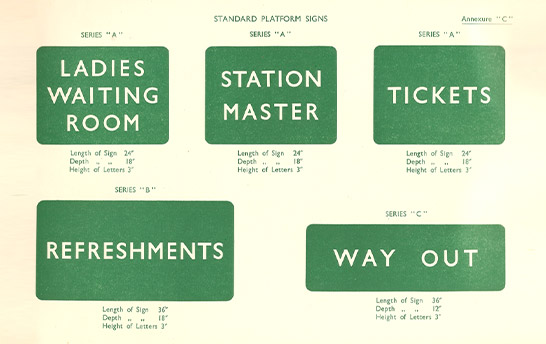 STANDARD PLATFORM SIGNS
Annexure "C"
SERIES "A"
LADIES
WAITING
ROOM
Length of Sign 24"
Depth „ „ 18"
Height of Letters 3"
SERIES "A"
STATION
MASTER
Length of Sign 24"
Depth „ „ 18"
Height of Letters 3"
SERIES "A"
TICKETS
Length of Sign 24"
Depth „ „ 18"
Height of Letters 3"
SERIES "B"
REFRESHMENTS
Length of Sign 36"
Depth „ „ 18"
Height of Letters 3"
SERIES "C"
WAY OUT
Length of Sign 36"
Depth „ „ 12"
Height of Letters 3"